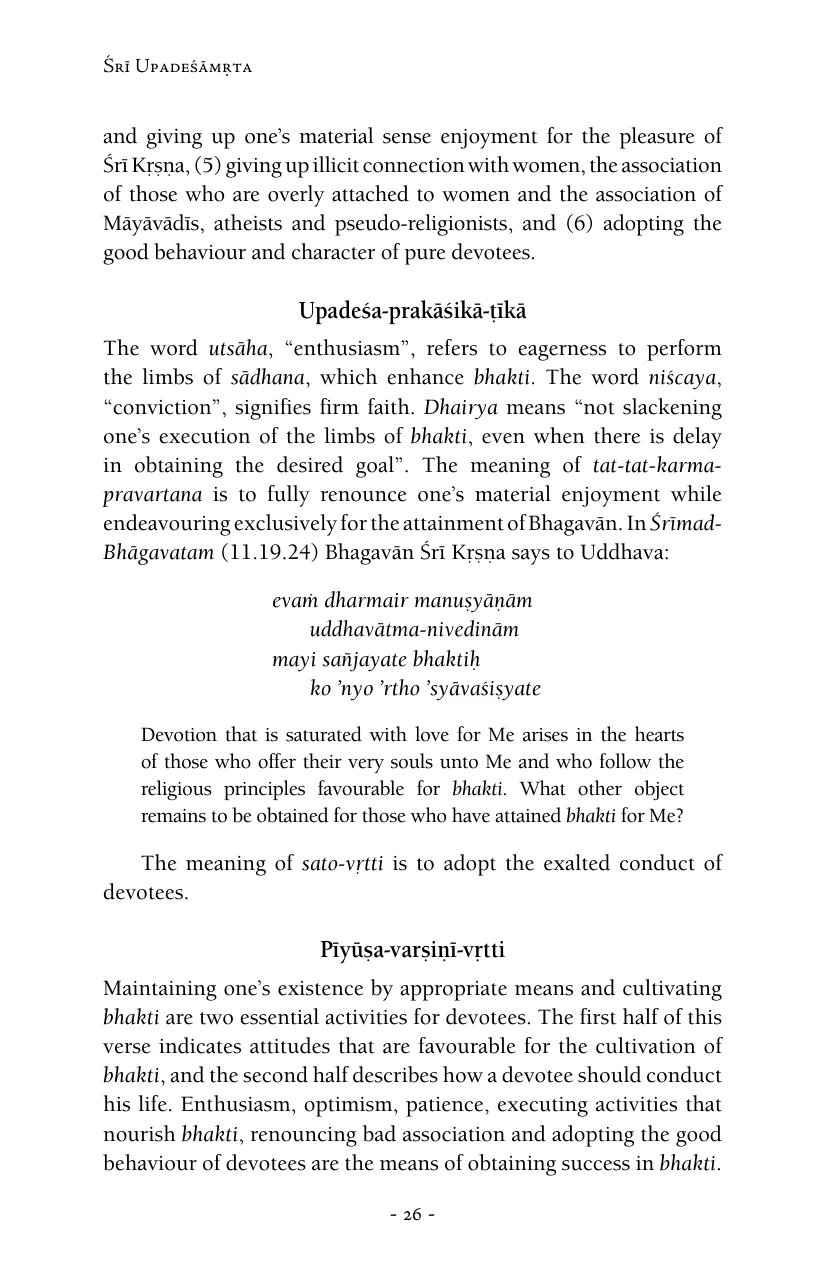 Śrī Upadeśāmṛta
and giving up one’s material sense enjoyment for the pleasure of
Śrī Kṛṣṇa, (5) giving up illicit connection with women, the association
of those who are overly attached to women and the association of
Māyāvādīs, atheists and pseudo-religionists, and (6) adopting the
good behaviour and character of pure devotees.
Upadeśa-prakāśikā-ṭīkā
The word utsāha, “enthusiasm”, refers to eagerness to perform
the limbs of sādhana, which enhance bhakti. The word niścaya,
“conviction”, signifies firm faith. Dhairya means “not slackening
one’s execution of the limbs of bhakti, even when there is delay
in obtaining the desired goal”. The meaning of tat-tat-karma-
pravartana is to fully renounce one’s material enjoyment while
endeavouring exclusively for the attainment of Bhagavān. In Śrīmad-
Bhāgavatam (11.19.24) Bhagavān Śrī Kṛṣṇa says to Uddhava:
evaṁ dharmair manuṣyāṇām
uddhavātma-nivedinām
mayi sañjayate bhaktiḥ
ko ’nyo ’rtho ’syāvaśiṣyate
Devotion that is saturated with love for Me arises in the hearts
of those who offer their very souls unto Me and who follow the
religious principles favourable for bhakti. What other object
remains to be obtained for those who have attained bhakti for Me?
The meaning of sato-vṛtti is to adopt the exalted conduct of
devotees.
Pīyūṣa-varṣiṇī-vṛtti
Maintaining one’s existence by appropriate means and cultivating
bhakti are two essential activities for devotees. The first half of this
verse indicates attitudes that are favourable for the cultivation of
bhakti, and the second half describes how a devotee should conduct
his life. Enthusiasm, optimism, patience, executing activities that
nourish bhakti, renouncing bad association and adopting the good
behaviour of devotees are the means of obtaining success in bhakti.
- 26 -